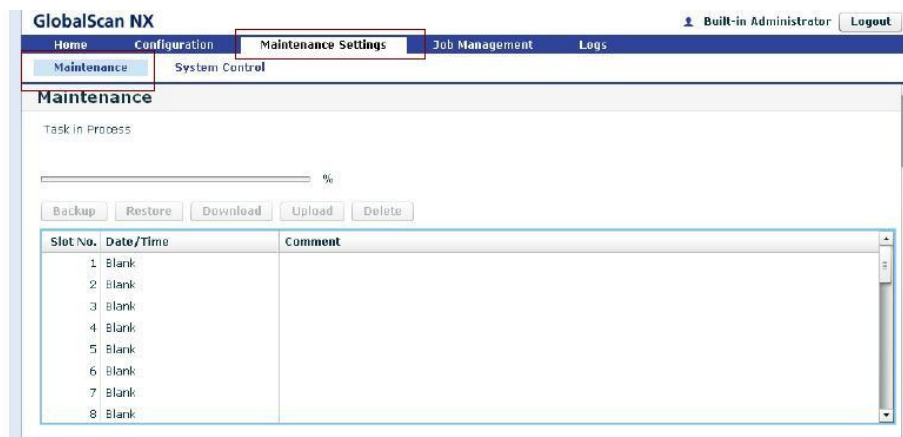 GlobalScan NX
Built-in Administrator Logout
Home Configuration Maintenance Settings Job Management Logs
Maintenance System Control
Maintenance
Task in Process
%
Backup Restore Download Upload Delete
Slot No. Date/Time Comment
1 Blank
2 Blank
3 Blank
4 Blank
5 Blank
6 Blank
7 Blank
8 Blank